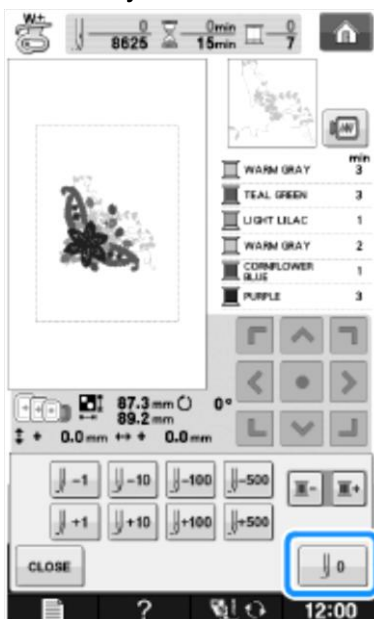 W+
0
8625
0min
15min
0
7
min
WARM GRAY 3
TEAL GREEN 3
LIGHT LILAC 1
WARM GRAY 2
CORNFLOWER BLUE 1
PURPLE 3
87.3 mm 0°
89.2 mm
+ 0.0 mm + 0.0 mm
-1 -10 -100 -500 - +
+1 +10 +100 +500
CLOSE 0
? 12:00